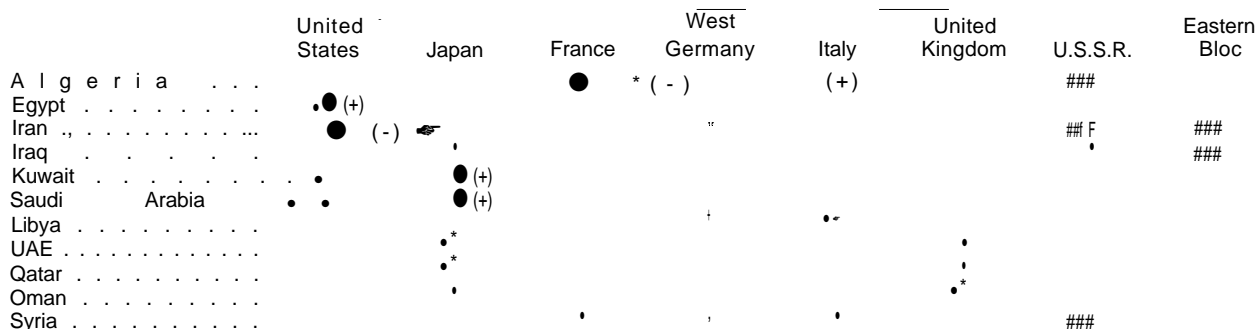 United States Japan France West Germany Italy United Kingdom U.S.S.R. Eastern Bloc
Algeria . . . ● * (-) (+) ###
Egypt . . . . . . . . •● (+)
Iran ., . . . . . . . . ... ● (-) ☛ ###
Iraq . . . . . • • ###
Kuwait . . . . . . . . • ● (+)
Saudi Arabia • • ● (+)
Libya . . . . . . . . . •
UAE . . . . . . . . . . . . . •* •
Qatar . . . . . . . . . . . •* •
Oman . . . . . . . . . • •*
Syria . . . . . . . . . . • • ###